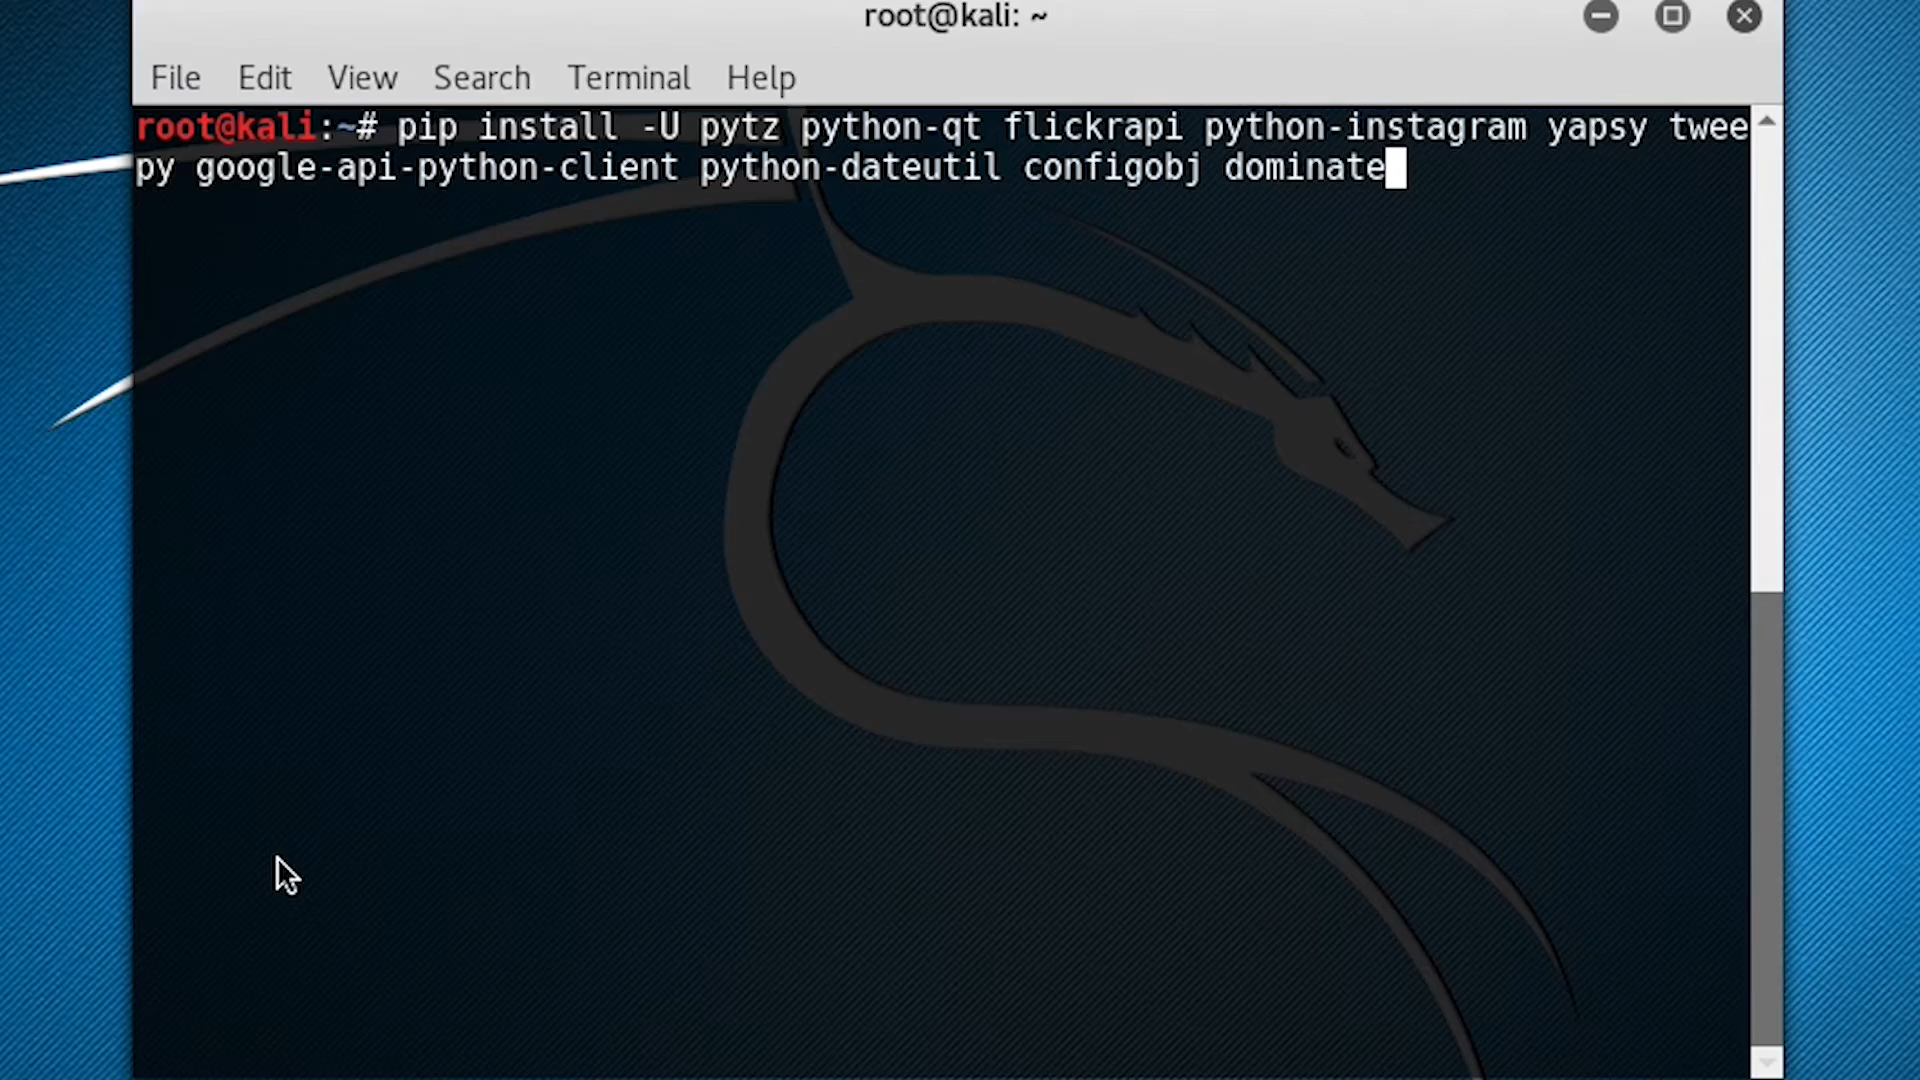 root@kali: ~
File Edit View Search Terminal Help
root@kali:~# pip install -U pytz python-qt flickrapi python-instagram yapsy twee
py google-api-python-client python-dateutil configobj dominate